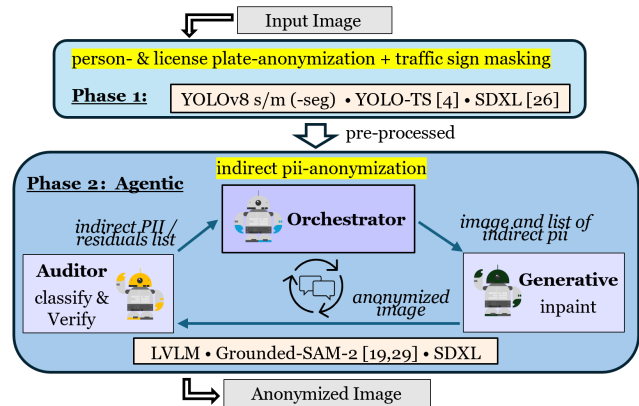 Input Image
person- & license plate-anonymization + traffic sign masking
Phase 1:
YOLOv8 s/m (-seg) • YOLO-TS [4] • SDXL [26]
pre-processed
indirect pii-anonymization
Phase 2: Agentic
Orchestrator
indirect PII /
residuals list
image and list of
indirect pii
Auditor
classify &
Verify
anonymized
image
Generative
inpaint
LVLM • Grounded-SAM-2 [19,29] • SDXL
Anonymized Image